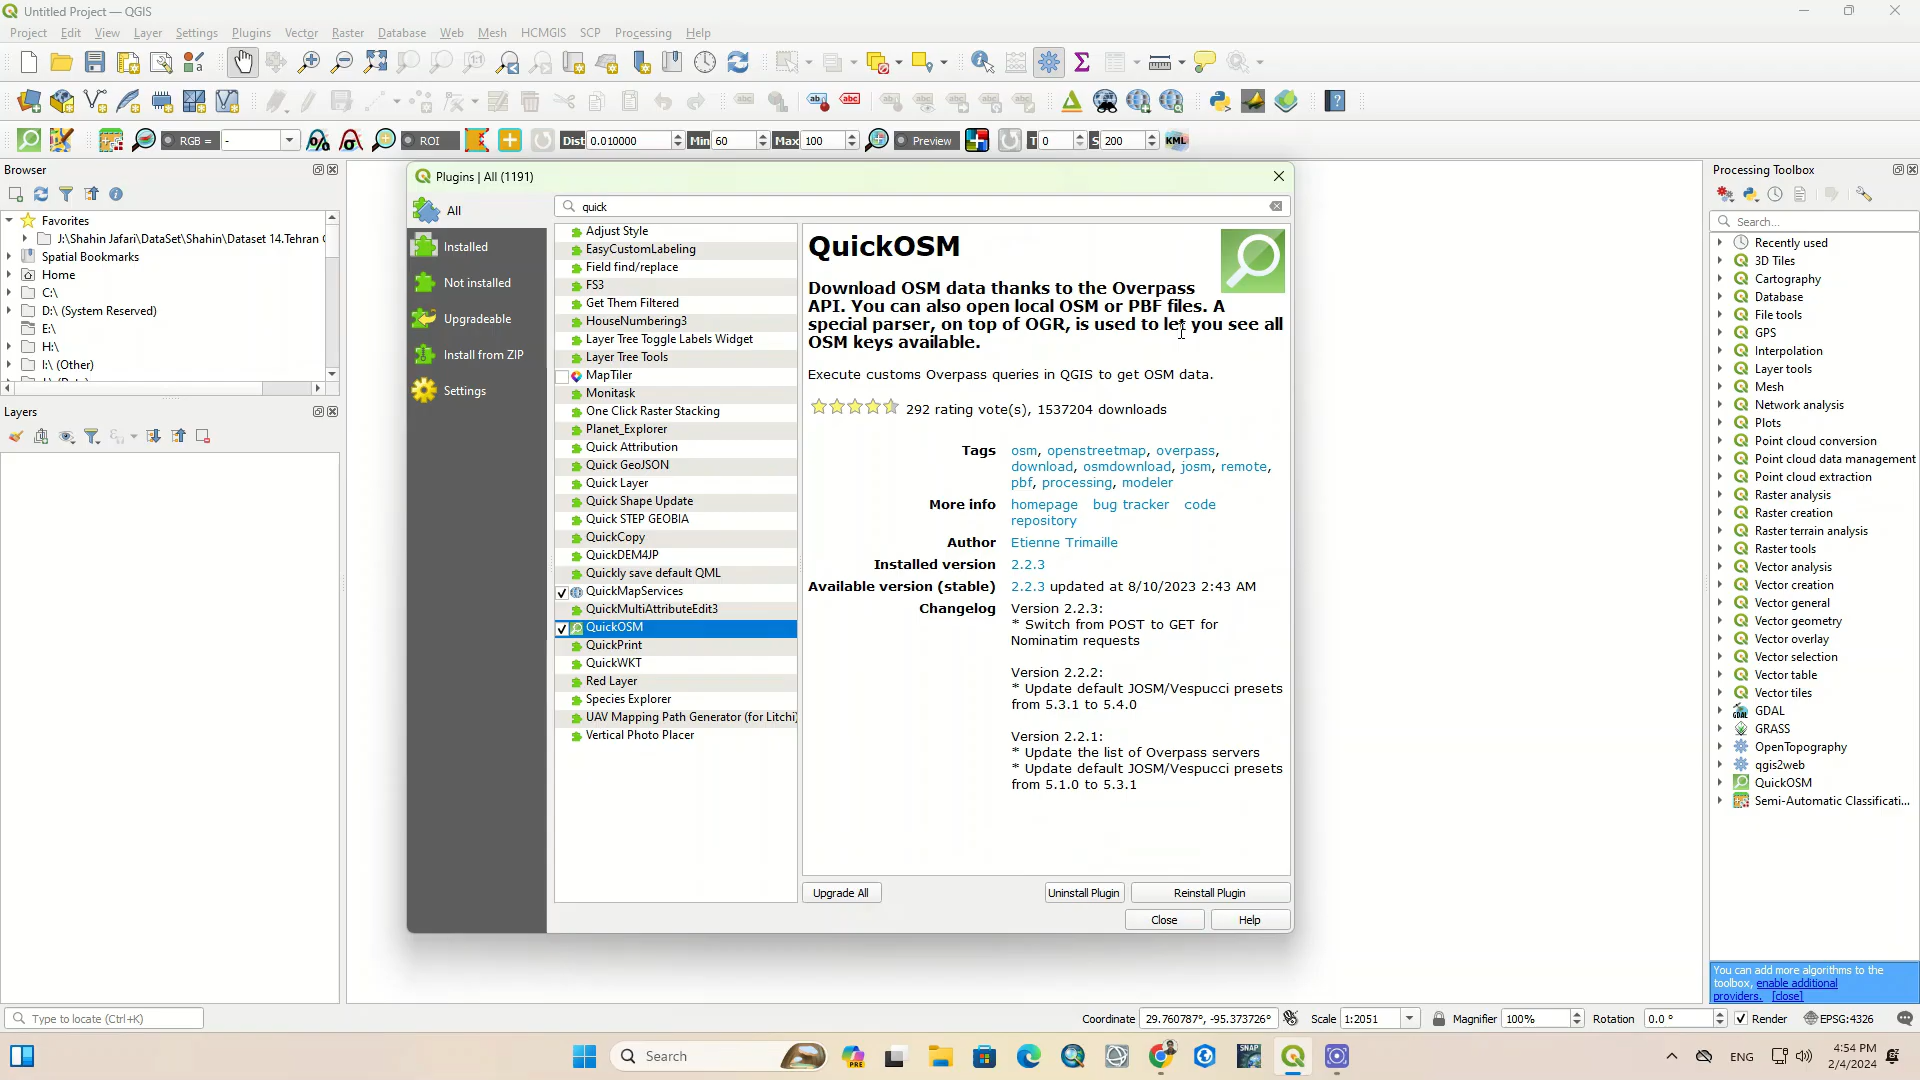 Untitled Project — QGIS
Project Edit View Layer Settings Plugins Vector Raster Database Web Mesh HCMGIS SCP Processing Help
RGB = - ROI Dist 0.010000 Min 60 Max 100 Preview T 0 S 200 KML
Browser
Favorites
J:\Shahin Jafari\DataSet\Shahin\Dataset 14.Tehran
Spatial Bookmarks
Home
C:\
D:\ (System Reserved)
E:\
H:\
I:\ (Other)
Layers
Plugins | All (1191)
All
Installed
Not installed
Upgradeable
Install from ZIP
Settings
quick
Adjust Style
EasyCustomLabeling
Field find/replace
FS3
Get Them Filtered
HouseNumbering3
Layer Tree Toggle Labels Widget
Layer Tree Tools
MapTiler
Monitask
One Click Raster Stacking
Planet_Explorer
Quick Attribution
Quick GeoJSON
Quick Layer
Quick Shape Update
Quick STEP GEOBIA
QuickCopy
QuickDEM4JP
Quickly save default QML
QuickMapServices
QuickMultiAttributeEdit3
QuickOSM
QuickPrint
QuickWKT
Red Layer
Species Explorer
UAV Mapping Path Generator (for Litchi)
Vertical Photo Placer
QuickOSM
Download OSM data thanks to the Overpass
API. You can also open local OSM or PBF files. A
special parser, on top of OGR, is used to let you see all
OSM keys available.
Execute customs Overpass queries in QGIS to get OSM data.
292 rating vote(s), 1537204 downloads
Tags osm, openstreetmap, overpass,
download, osmdownload, josm, remote,
pbf, processing, modeler
More info homepage bug tracker code
repository
Author Etienne Trimaille
Installed version 2.2.3
Available version (stable) 2.2.3 updated at 8/10/2023 2:43 AM
Changelog Version 2.2.3:
* Switch from POST to GET for
Nominatim requests
Version 2.2.2:
* Update default JOSM/Vespucci presets
from 5.3.1 to 5.4.0
Version 2.2.1:
* Update the list of Overpass servers
* Update default JOSM/Vespucci presets
from 5.1.0 to 5.3.1
Upgrade All Uninstall Plugin Reinstall Plugin
Close Help
Processing Toolbox
Search...
Recently used
3D Tiles
Cartography
Database
File tools
GPS
Interpolation
Layer tools
Mesh
Network analysis
Plots
Point cloud conversion
Point cloud data management
Point cloud extraction
Raster analysis
Raster creation
Raster terrain analysis
Raster tools
Vector analysis
Vector creation
Vector general
Vector geometry
Vector overlay
Vector selection
Vector table
Vector tiles
GDAL
GRASS
OpenTopography
qgis2web
QuickOSM
Semi-Automatic Classificati...
You can add more algorithms to the
toolbox, enable additional
providers. [close]
Type to locate (Ctrl+K) Coordinate 29.760787°, -95.373726° Scale 1:2051 Magnifier 100% Rotation 0.0 ° Render EPSG:4326
Search PRE SNAP ENG 4:54 PM
2/4/2024